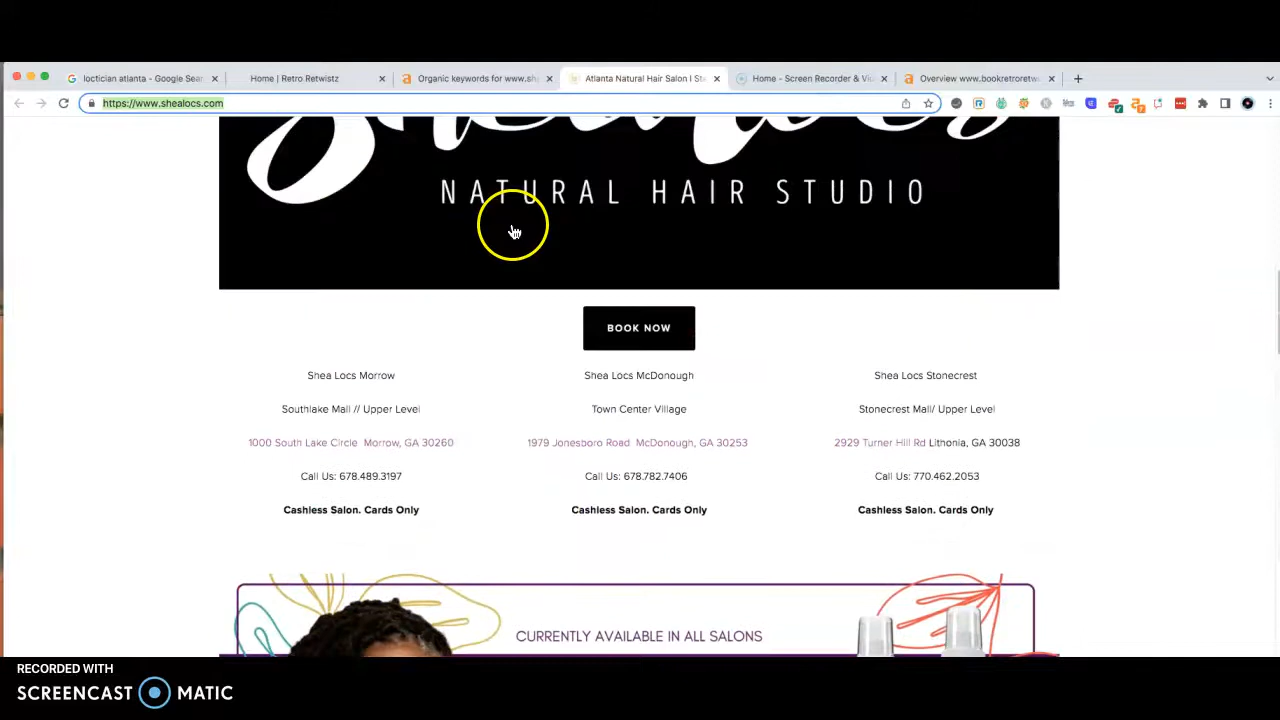 loctician atlanta - Google Sear
Home | Retro Retwistz
Organic keywords for www.sh
Atlanta Natural Hair Salon I St
Home - Screen Recorder & Vi
Overview www.bookretroretw
https://www.shealocs.com
Shealocs
NATURAL HAIR STUDIO
BOOK NOW
Shea Locs Morrow
Shea Locs McDonough
Shea Locs Stonecrest
Southlake Mall // Upper Level
Town Center Village
Stonecrest Mall/ Upper Level
1000 South Lake Circle Morrow, GA 30260
1979 Jonesboro Road McDonough, GA 30253
2929 Turner Hill Rd Lithonia, GA 30038
Call Us: 678.489.3197
Call Us: 678.782.7406
Call Us: 770.462.2053
Cashless Salon. Cards Only
Cashless Salon. Cards Only
Cashless Salon. Cards Only
CURRENTLY AVAILABLE IN ALL SALONS
RECORDED WITH
SCREENCAST MATIC